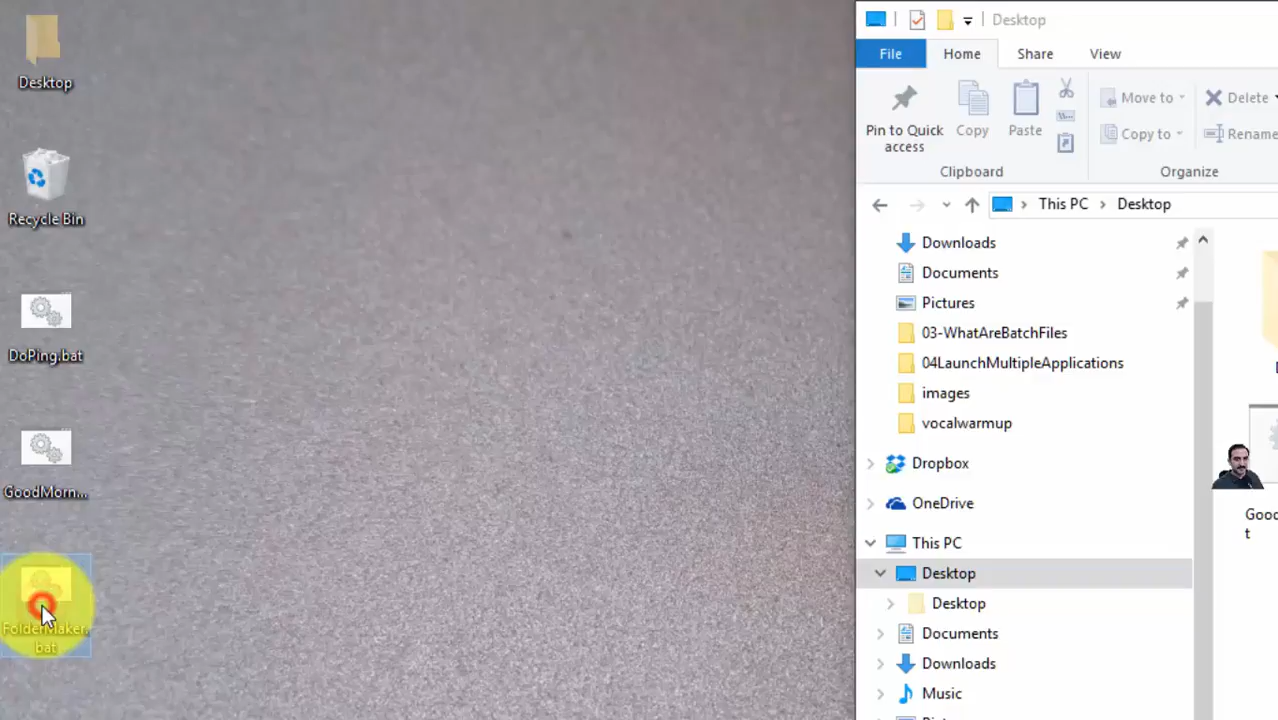 Desktop
Recycle Bin
DoPing.bat
GoodMorn...
FolderMaker.
bat
Desktop
File Home Share View
Pin to Quick
access
Copy
Paste
Move to
Copy to
Delete
Rename
Clipboard
Organize
This PC > Desktop
Downloads
Documents
Pictures
03-WhatAreBatchFiles
04LaunchMultipleApplications
images
vocalwarmup
Dropbox
OneDrive
This PC
Desktop
Desktop
Documents
Downloads
Music
Good
t